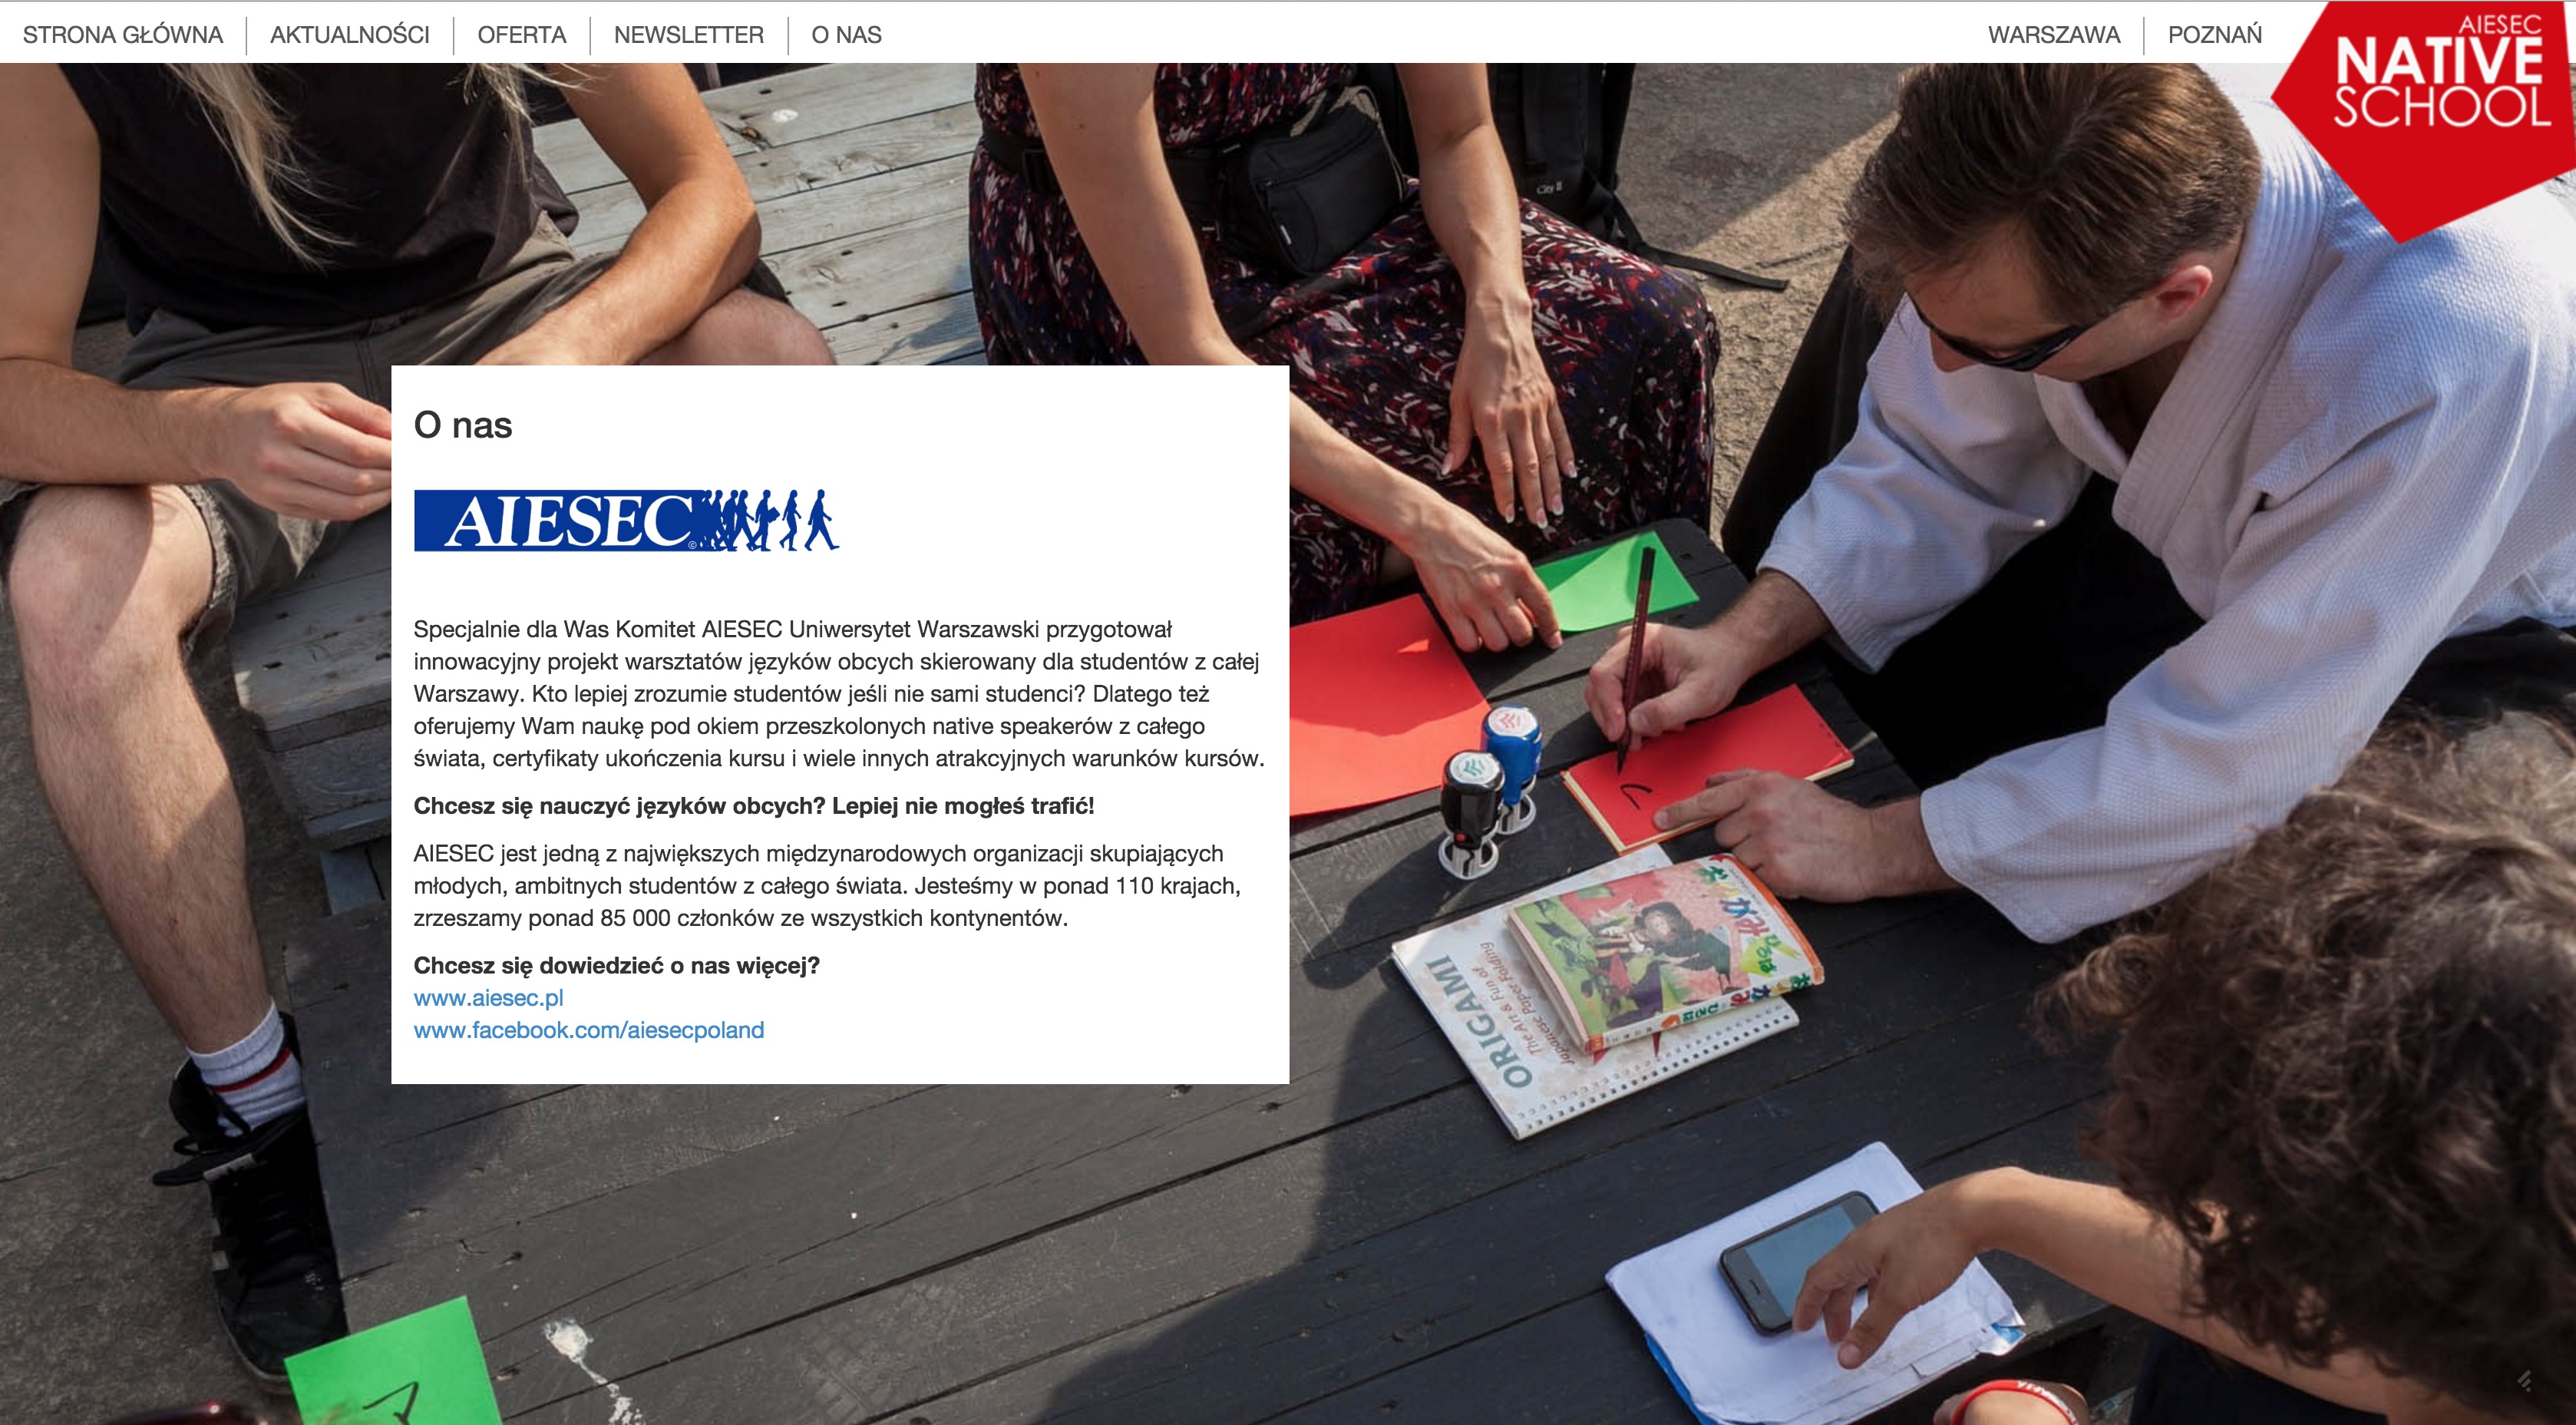 STRONA GŁÓWNA
AKTUALNOŚCI
OFERTA
NEWSLETTER
O NAS
WARSZAWA
POZNAŃ
AIESEC
NATIVE
SCHOOL
City
O nas
AIESEC
Specjalnie dla Was Komitet AIESEC Uniwersytet Warszawski przygotował
innowacyjny projekt warsztatów języków obcych skierowany dla studentów z całej
Warszawy. Kto lepiej zrozumie studentów jeśli nie sami studenci? Dlatego też
oferujemy Wam naukę pod okiem przeszkolonych native speakerów z całego
świata, certyfikaty ukończenia kursu i wiele innych atrakcyjnych warunków kursów.
Chcesz się nauczyć języków obcych? Lepiej nie mogłeś trafić!
AIESEC jest jedną z największych międzynarodowych organizacji skupiających
młodych, ambitnych studentów z całego świata. Jesteśmy w ponad 110 krajach,
zrzeszamy ponad 85 000 członków ze wszystkich kontynentów.
Chcesz się dowiedzieć o nas więcej?
www.aiesec.pl
www.facebook.com/aiesecpoland
ORIGAMI
The Art & Fun of
Japanese Paper Folding